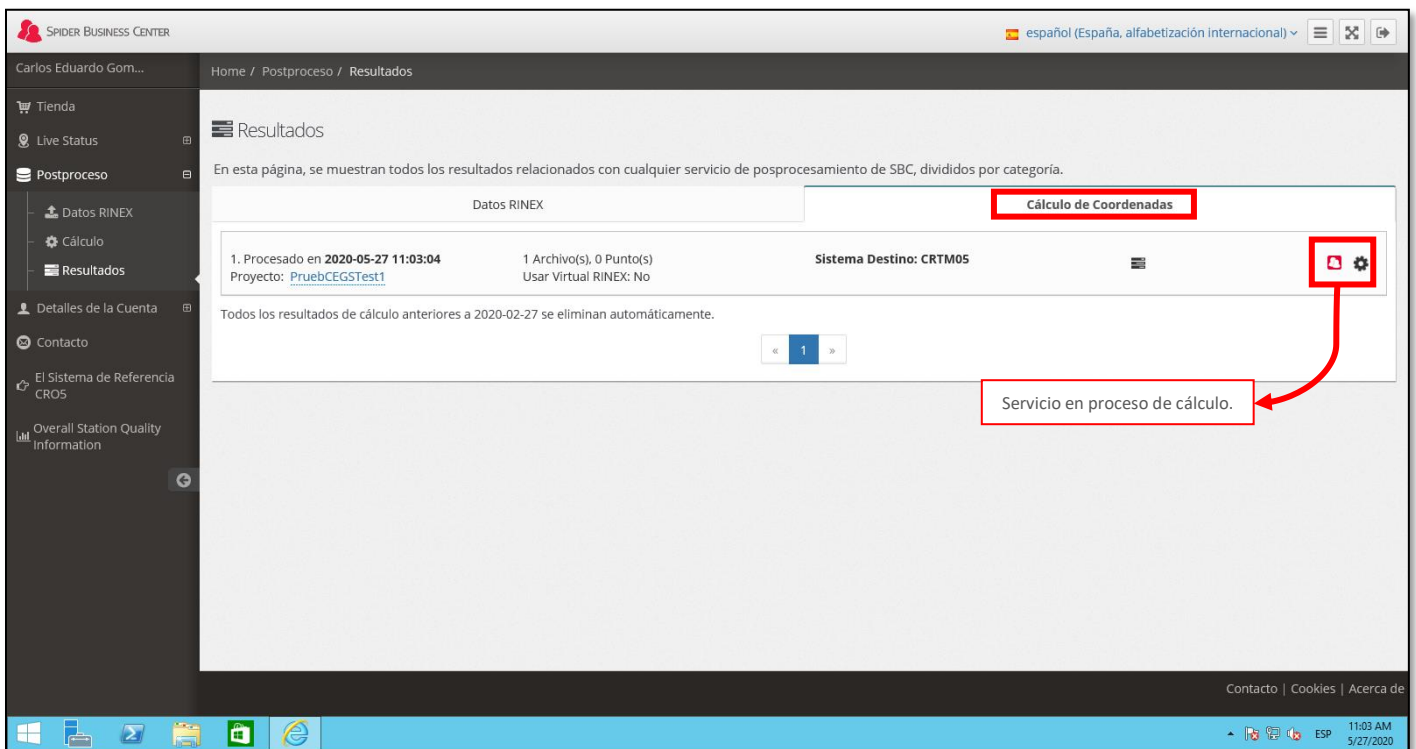 SPIDER BUSINESS CENTER
español (España, alfabetización internacional)
Carlos Eduardo Gom...
Home / Postproceso / Resultados
Tienda
Live Status
Postproceso
Datos RINEX
Cálculo
Resultados
Detalles de la Cuenta
Contacto
El Sistema de Referencia
CR05
Overall Station Quality
Information
Resultados
En esta página, se muestran todos los resultados relacionados con cualquier servicio de posprocesamiento de SBC, divididos por categoría.
Datos RINEX
Cálculo de Coordenadas
1. Procesado en 2020-05-27 11:03:04
Proyecto: PruebCEGSTest1
1 Archivo(s), 0 Punto(s)
Usar Virtual RINEX: No
Sistema Destino: CRTM05
Todos los resultados de cálculo anteriores a 2020-02-27 se eliminan automáticamente.
« 1 »
Servicio en proceso de cálculo.
Contacto | Cookies | Acerca de
ESP
11:03 AM
5/27/2020